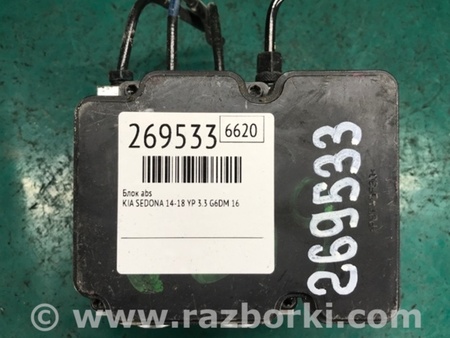 269533 6620
Блок abs
KIA SEDONA 14-18 YP 3.3 G6DM 16
269533
www.razborki.com